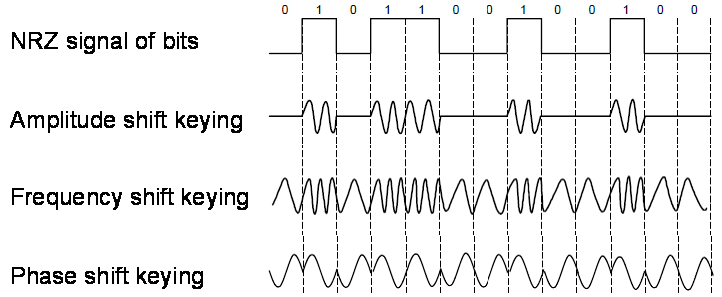 0 1 0 1 1 0 0 1 0 0 1 0 0
NRZ signal of bits
Amplitude shift keying
Frequency shift keying
Phase shift keying